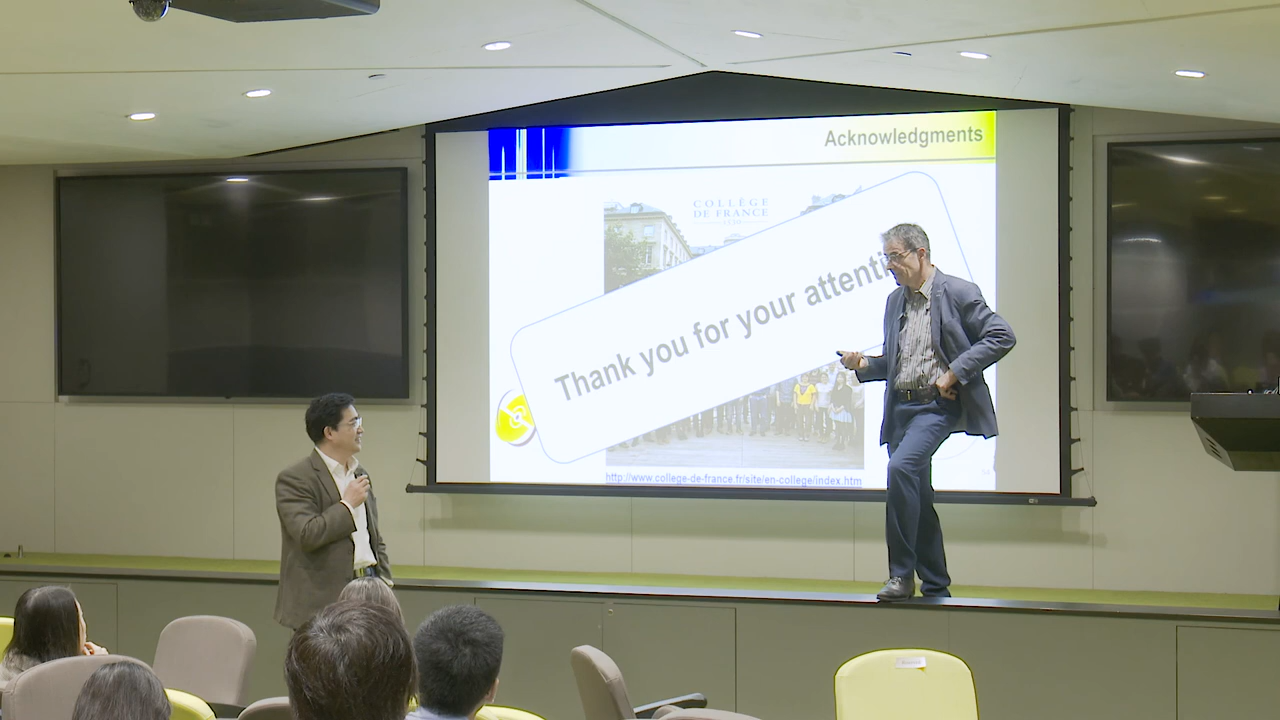 Acknowledgments
COLLÈGE
DE FRANCE
Thank you for your attenti
http://www.college-de-france.fr/site/en-college/index.htm